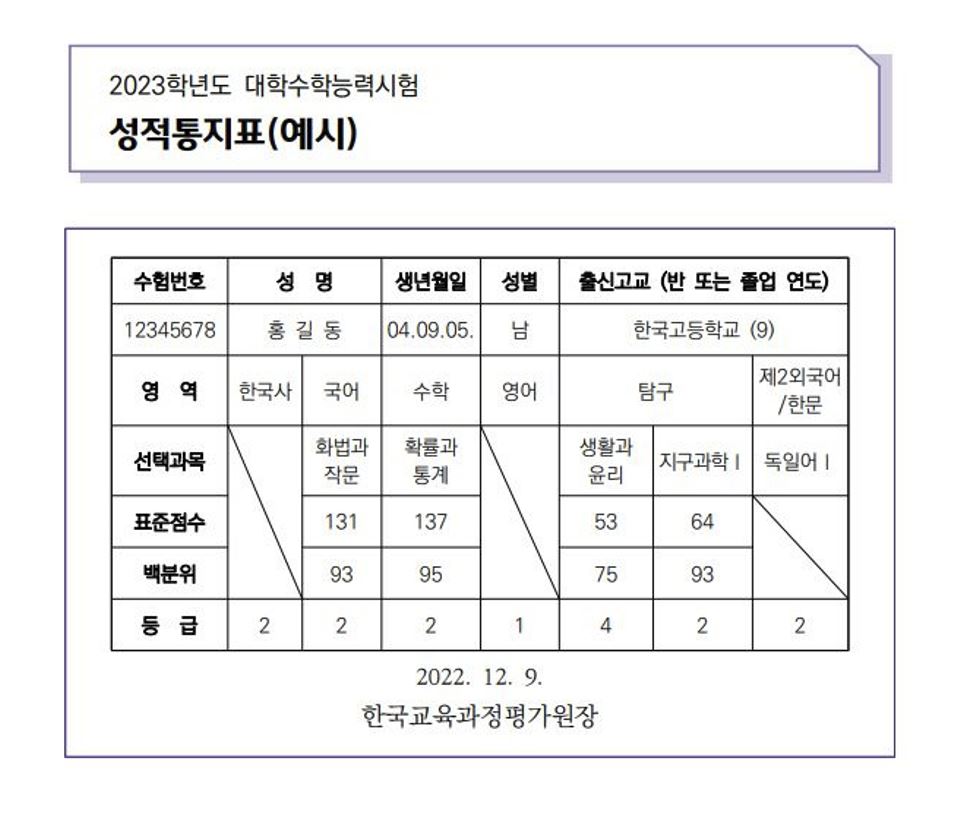 2023학년도 대학수학능력시험
성적통지표(예시)
수험번호 성 명 생년월일 성별 출신고교 (반 또는 졸업 연도)
12345678 홍 길 동 04.09.05. 남 한국고등학교 (9)
영 역 한국사 국어 수학 영어 탐구 제2외국어
/한문
선택과목 화법과 확률과 생활과 지구과학Ⅰ 독일어Ⅰ
작문 통계 윤리
표준점수 131 137 53 64
백분위 93 95 75 93
등 급 2 2 2 1 4 2 2
2022. 12. 9.
한국교육과정평가원장